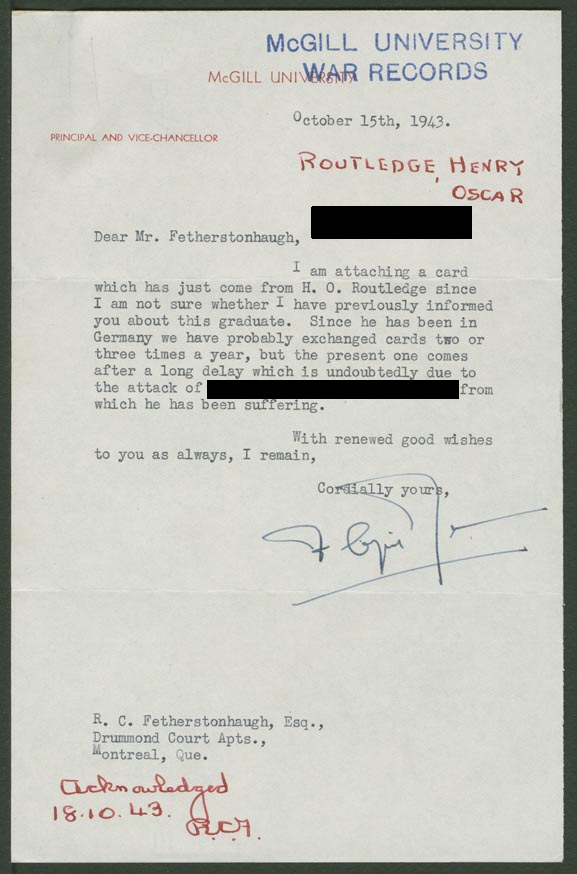 McGILL UNIVERSITY
WAR RECORDS
McGILL UNIVERSITY
October 15th, 1943.
PRINCIPAL AND VICE-CHANCELLOR
ROUTLEDGE, HENRY
OSCAR
Dear Mr. Fetherstonhaugh,
I am attaching a card
which has just come from H. O. Routledge since
I am not sure whether I have previously informed
you about this graduate. Since he has been in
Germany we have probably exchanged cards two or
three times a year, but the present one comes
after a long delay which is undoubtedly due to
the attack of from
which he has been suffering.
With renewed good wishes
to you as always, I remain,
Cordially yours,
R. C. Fetherstonhaugh, Esq.,
Drummond Court Apts.,
Montreal, Que.
Acknowledged
18.10.43.
R.C.F.